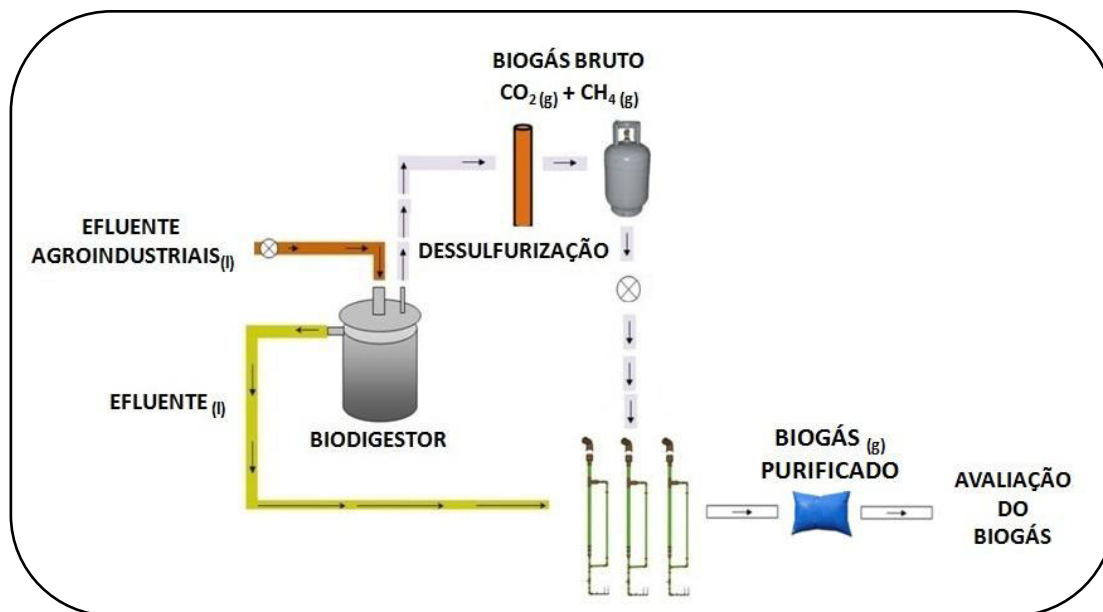 BIOGÁS BRUTO
CO2 (g) + CH4 (g)
EFLUENTE
AGROINDUSTRIAIS(l)
DESSULFURIZAÇÃO
EFLUENTE (l)
BIODIGESTOR
BIOGÁS (g)
PURIFICADO
AVALIAÇÃO
DO
BIOGÁS